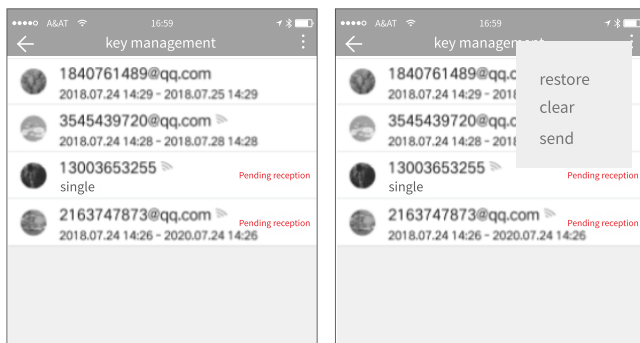 A&AT 16:59
key management
1840761489@qq.com
2018.07.24 14:29 - 2018.07.25 14:29
3545439720@qq.com
2018.07.24 14:28 - 2018.07.28 14:28
13003653255
Pending reception
single
2163747873@qq.com
Pending reception
2018.07.24 14:26 - 2020.07.24 14:26
A&AT 16:59
key management
restore
clear
send
1840761489@qq.c
2018.07.24 14:29 - 2018
3545439720@qq.c
2018.07.24 14:28 - 2018
13003653255
Pending reception
single
2163747873@qq.com
Pending reception
2018.07.24 14:26 - 2020.07.24 14:26